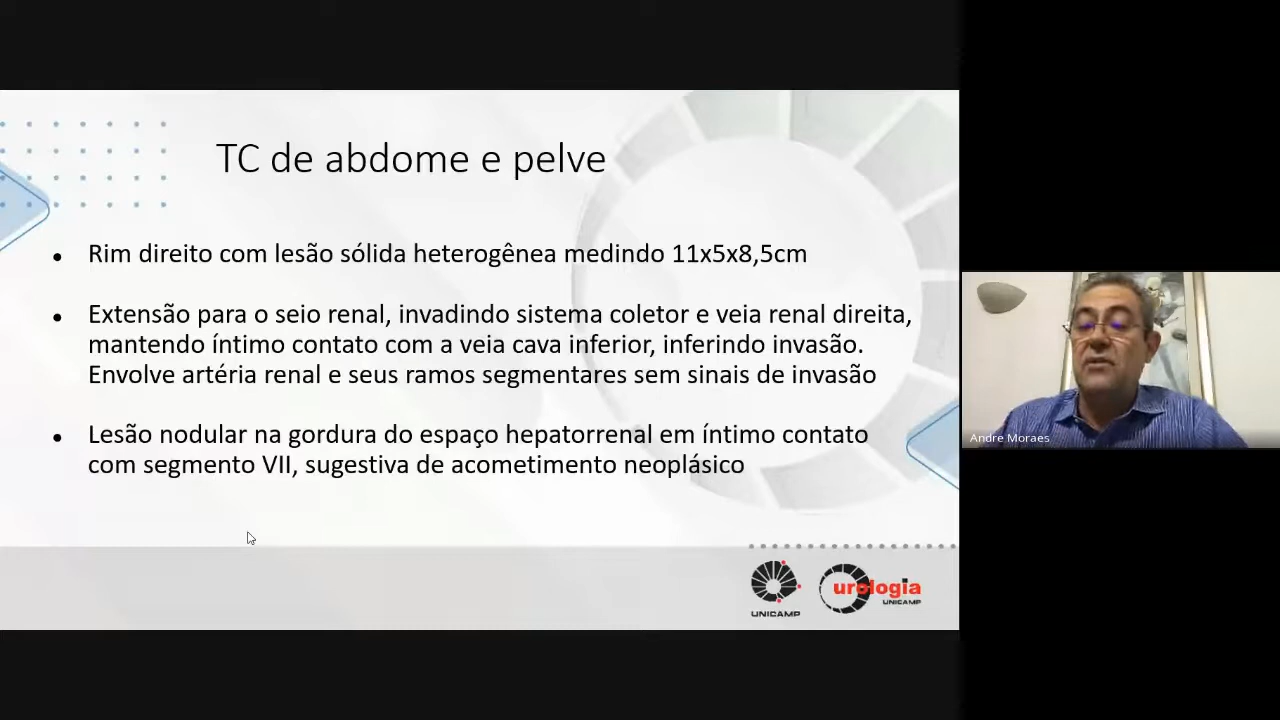 TC de abdome e pelve
• Rim direito com lesão sólida heterogênea medindo 11x5x8,5cm
• Extensão para o seio renal, invadindo sistema coletor e veia renal direita,
mantendo íntimo contato com a veia cava inferior, inferindo invasão.
Envolve artéria renal e seus ramos segmentares sem sinais de invasão
• Lesão nodular na gordura do espaço hepatorrenal em íntimo contato
com segmento VII, sugestiva de acometimento neoplásico
UNICAMP
urologia
UNICAMP
Andre Moraes